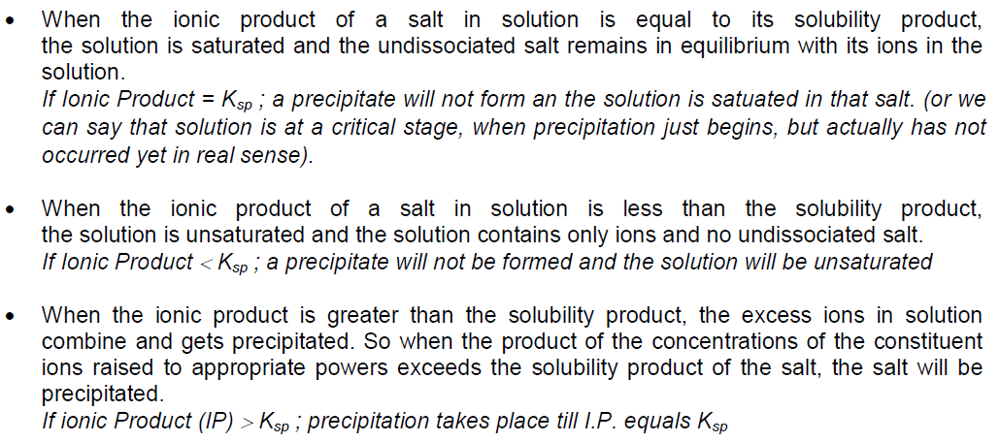 • When the ionic product of a salt in solution is equal to its solubility product,
the solution is saturated and the undissociated salt remains in equilibrium with its ions in the
solution.
If Ionic Product = Ksp ; a precipitate will not form an the solution is satuated in that salt. (or we
can say that solution is at a critical stage, when precipitation just begins, but actually has not
occurred yet in real sense).
• When the ionic product of a salt in solution is less than the solubility product,
the solution is unsaturated and the solution contains only ions and no undissociated salt.
If Ionic Product < Ksp ; a precipitate will not be formed and the solution will be unsaturated
• When the ionic product is greater than the solubility product, the excess ions in solution
combine and gets precipitated. So when the product of the concentrations of the constituent
ions raised to appropriate powers exceeds the solubility product of the salt, the salt will be
precipitated.
If ionic Product (IP) > Ksp ; precipitation takes place till I.P. equals Ksp